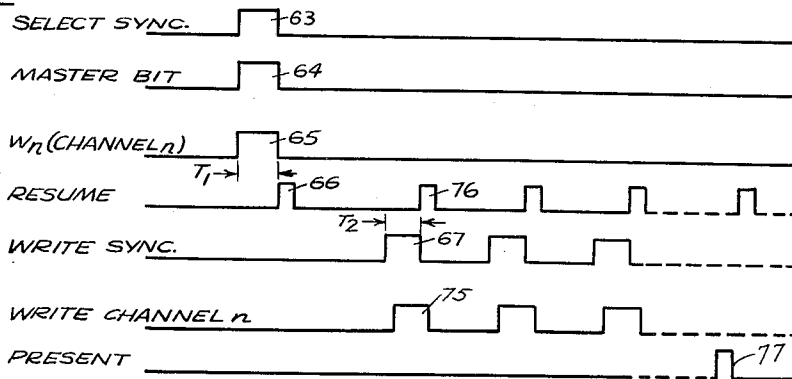 SELECT SYNC. 63
MASTER BIT 64
Wn (CHANNEL n) 65
T1
RESUME 66 76
T2
WRITE SYNC. 67
WRITE CHANNEL n 75
PRESENT 77